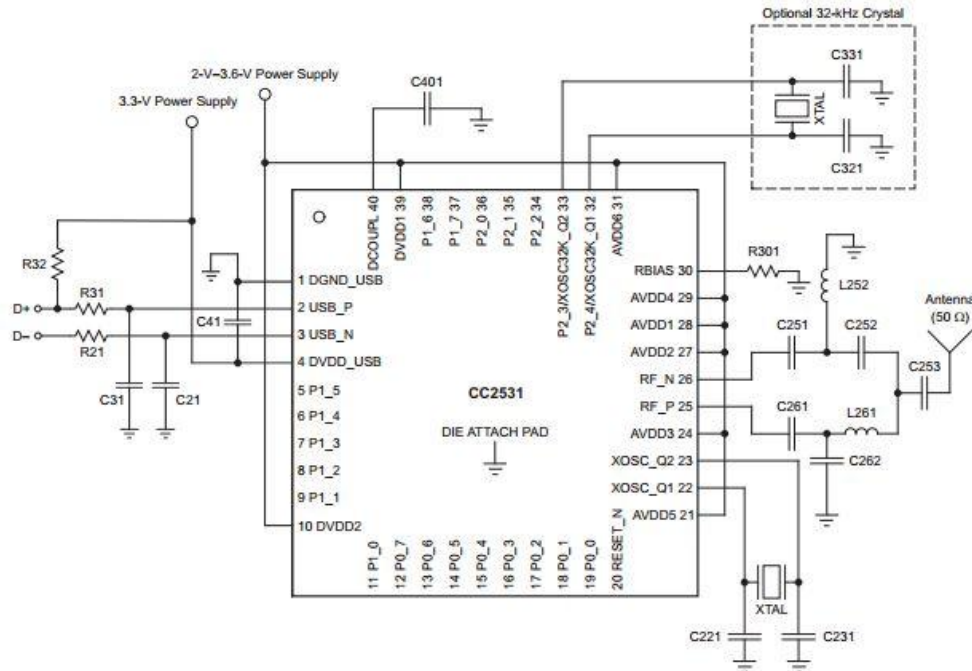 Optional 32-kHz Crystal
C331
XTAL
C321
2-V–3.6-V Power Supply
3.3-V Power Supply
C401
DCOUPL 40
DVDD1 39
P1_6 38
P1_7 37
P2_0 36
P2_1 35
P2_2 34
P2_3/XOSC32K_Q2 33
P2_4/XOSC32K_Q1 32
AVDD6 31
R32
D+
R31
D–
R21
C41
C31
C21
1 DGND_USB
2 USB_P
3 USB_N
4 DVDD_USB
5 P1_5
6 P1_4
7 P1_3
8 P1_2
9 P1_1
10 DVDD2
CC2531
DIE ATTACH PAD
RBIAS 30
AVDD4 29
AVDD1 28
AVDD2 27
RF_N 26
RF_P 25
AVDD3 24
XOSC_Q2 23
XOSC_Q1 22
AVDD5 21
R301
L252
Antenna
(50 Ω)
C251
C252
C253
C261
L261
C262
11 P1_0
12 P0_7
13 P0_6
14 P0_5
15 P0_4
16 P0_3
17 P0_2
18 P0_1
19 P0_0
20 RESET_N
XTAL
C221
C231